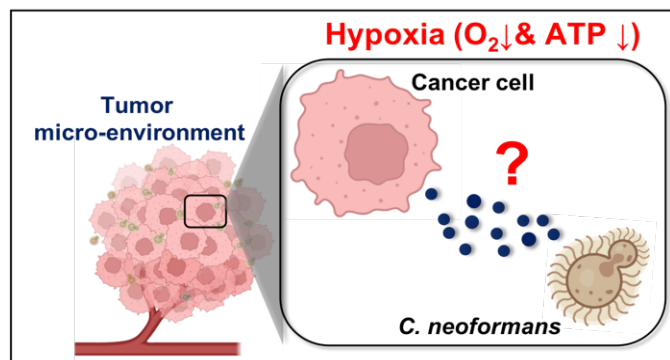 Hypoxia (O₂↓& ATP ↓)
Cancer cell
Tumor
micro-environment
?
C. neoformans